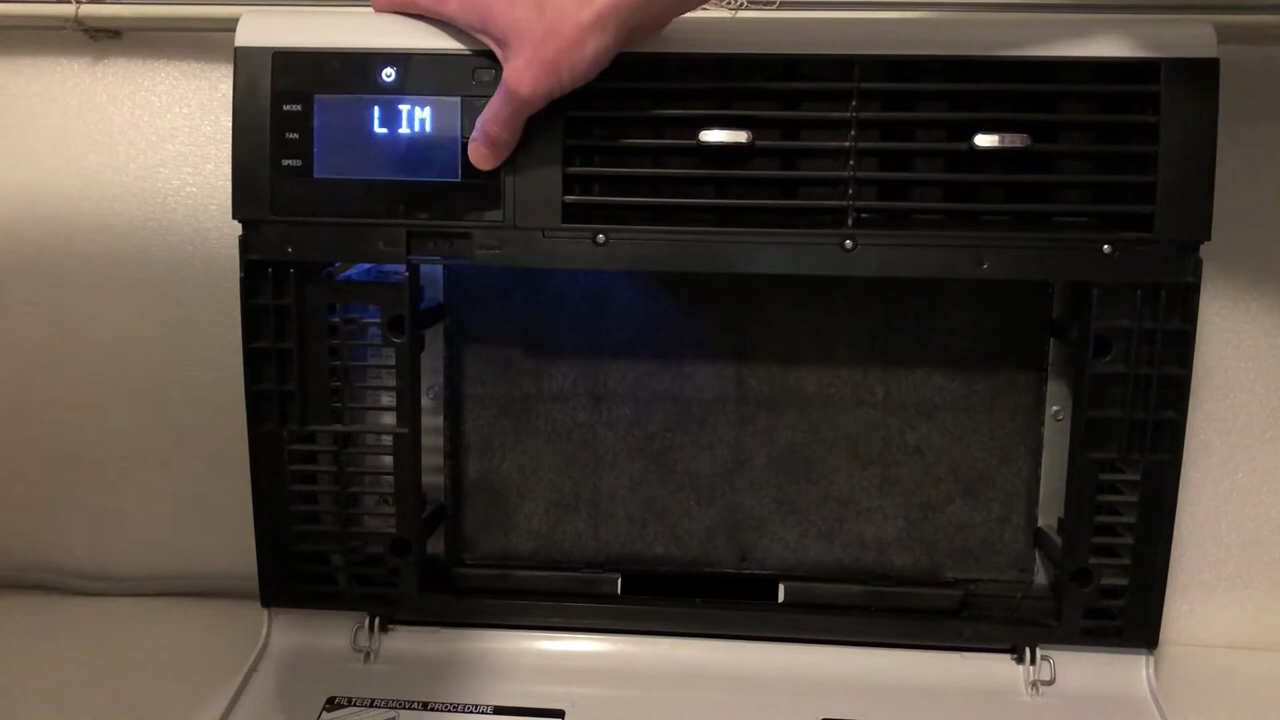 LIM
MODE
FAN
SPEED
FILTER REMOVAL PROCEDURE